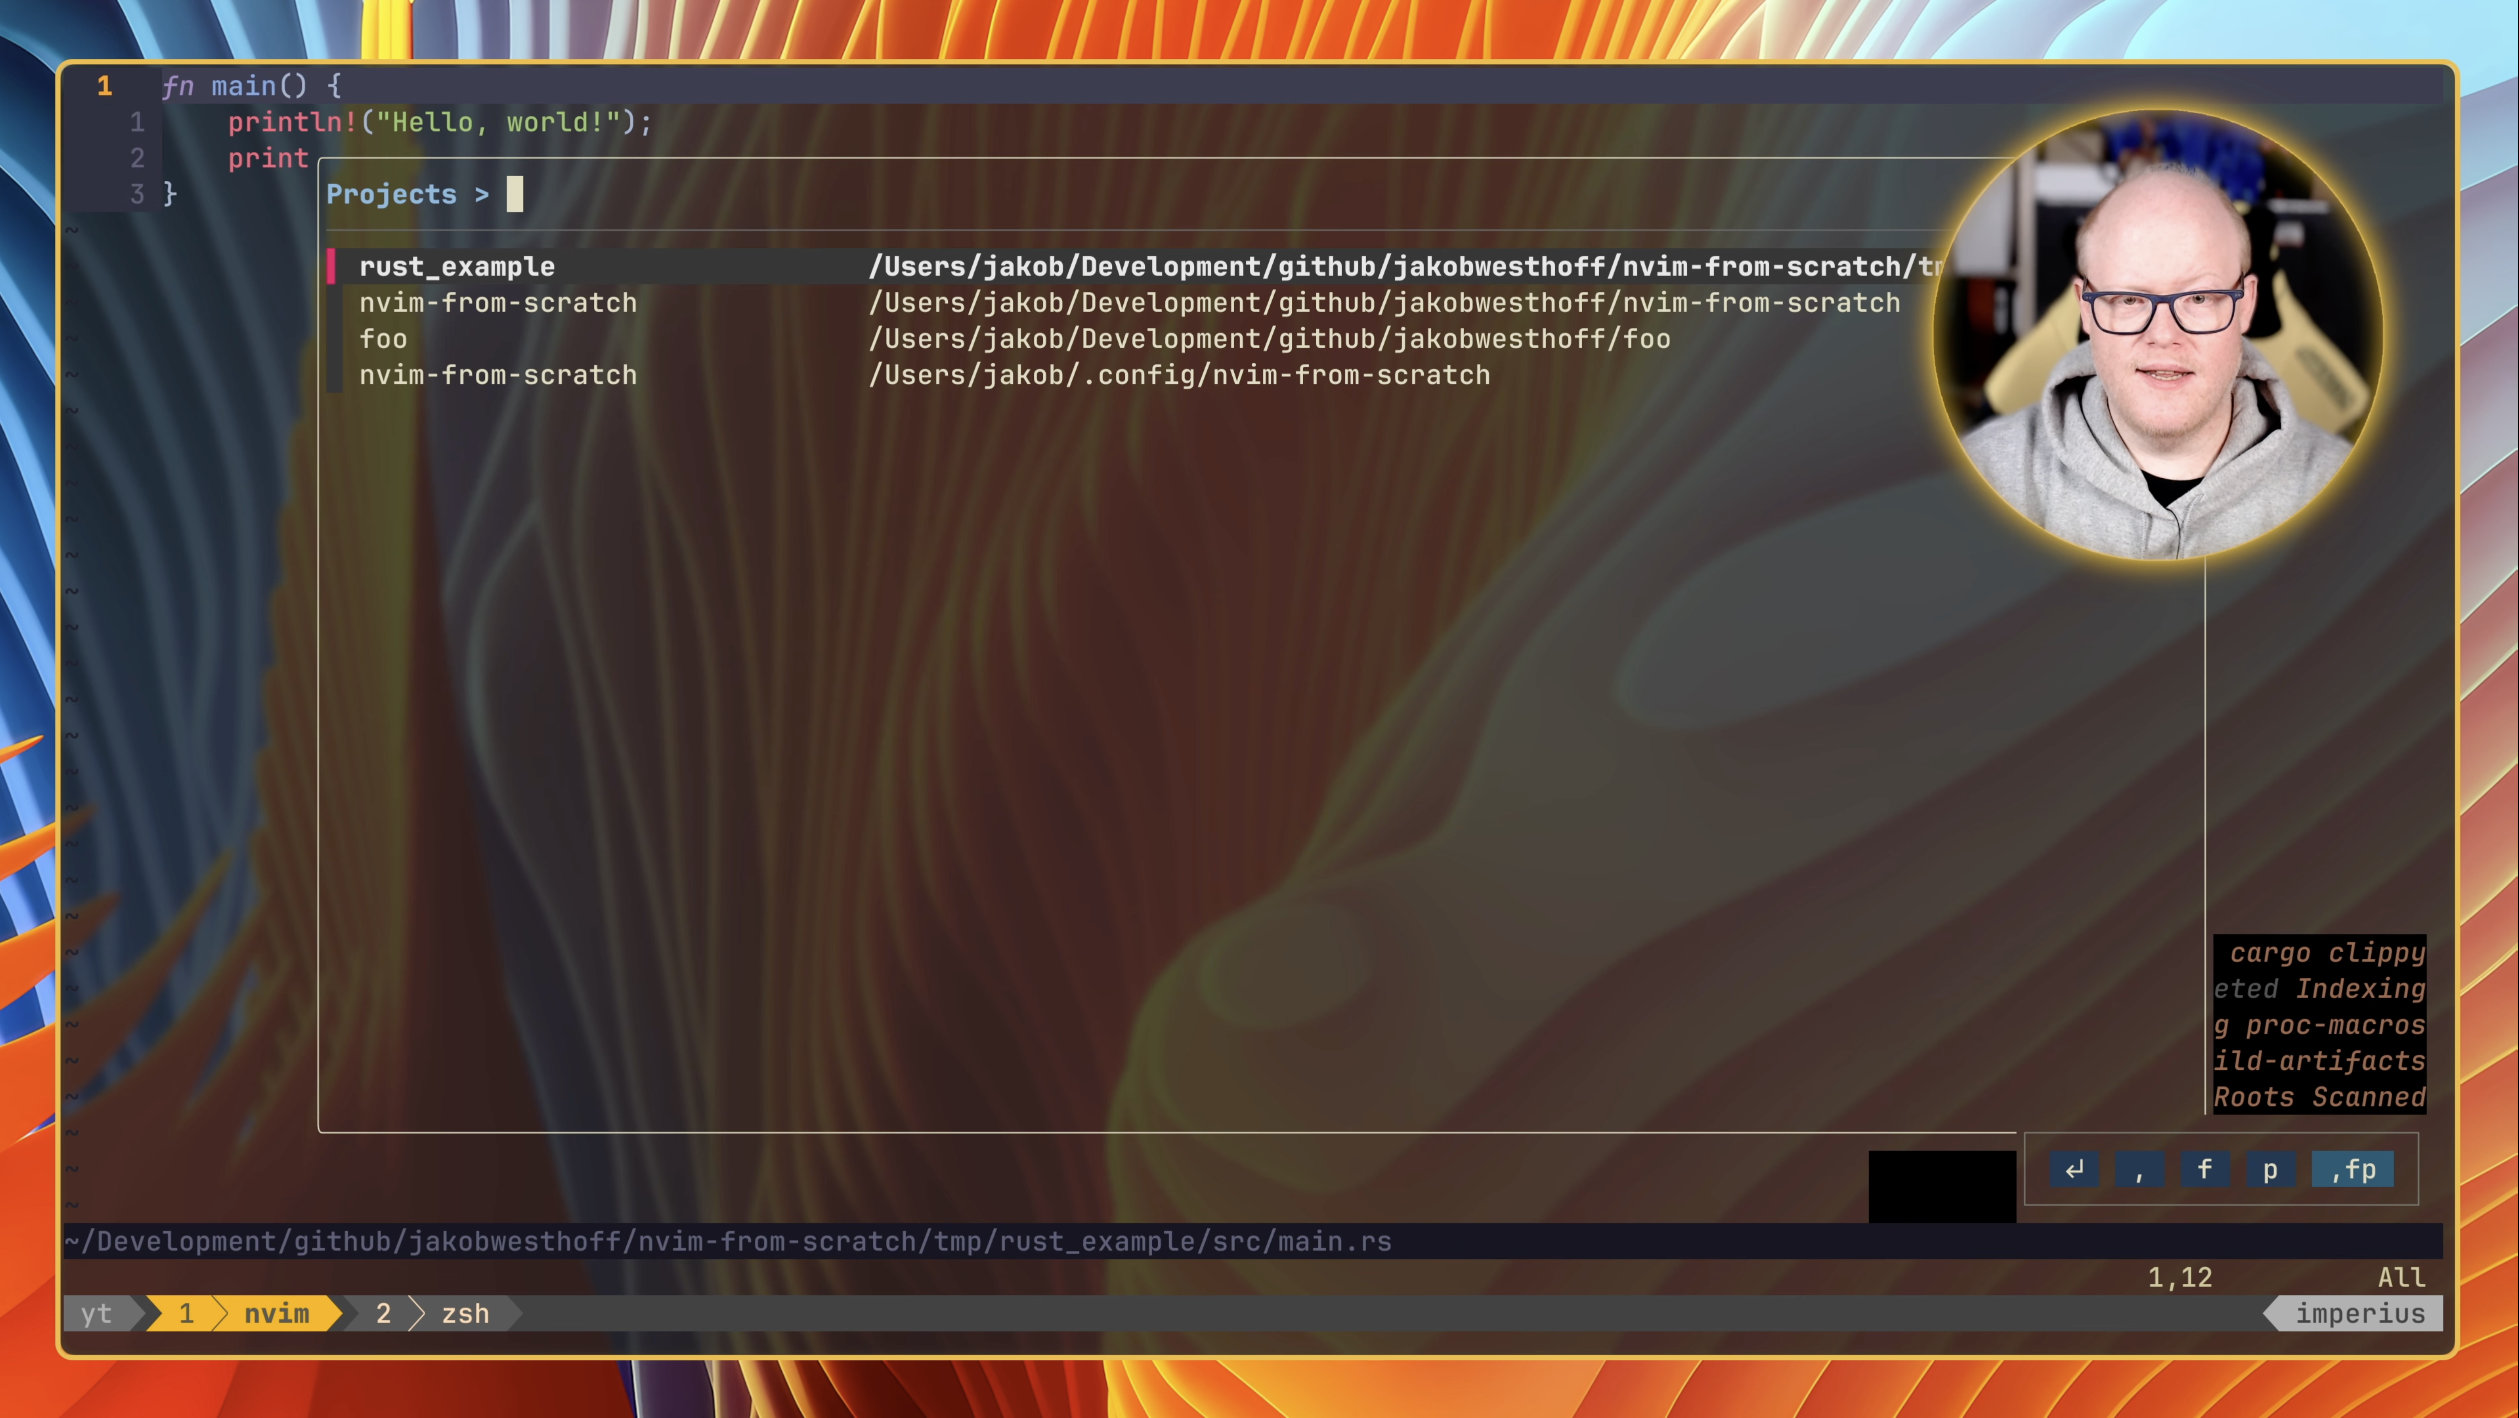 1 fn main() {
1 println!("Hello, world!");
2 print
3 }
Projects >
rust_example /Users/jakob/Development/github/jakobwesthoff/nvim-from-scratch/
nvim-from-scratch /Users/jakob/Development/github/jakobwesthoff/nvim-from-scratch
foo /Users/jakob/Development/github/jakobwesthoff/foo
nvim-from-scratch /Users/jakob/.config/nvim-from-scratch
cargo clippy
eted Indexing
g proc-macros
ild-artifacts
Roots Scanned
↵ , f p ,fp
~/Development/github/jakobwesthoff/nvim-from-scratch/tmp/rust_example/src/main.rs
1,12 All
yt 1 nvim 2 zsh imperius